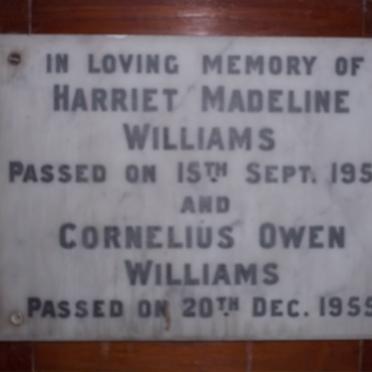 IN LOVING MEMORY OF
HARRIET MADELINE
WILLIAMS
PASSED ON 15TH SEPT. 195
AND
CORNELIUS OWEN
WILLIAMS
PASSED ON 20TH DEC. 1959